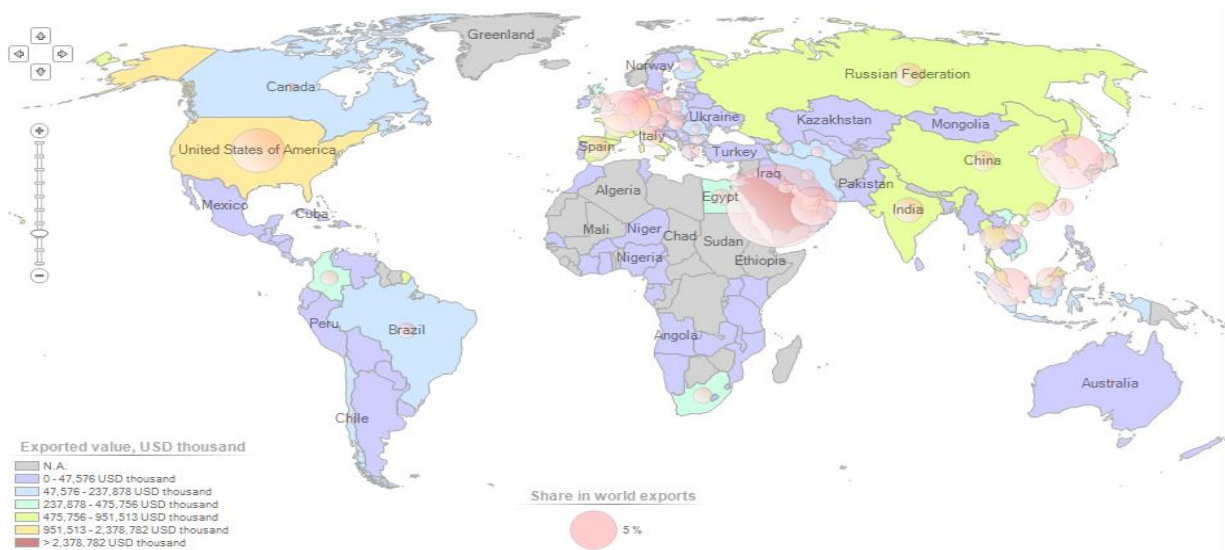 Greenland
Norway
Canada
Russian Federation
Ukraine
Kazakhstan
Mongolia
United States of America
Spain
Italy
Turkey
China
Iraq
Pakistan
Mexico
Cuba
Algeria
Egypt
India
Mali
Niger
Chad
Sudan
Nigeria
Ethiopia
Peru
Brazil
Angola
Australia
Chile
Exported value, USD thousand
N.A.
0 - 47,576 USD thousand
47,576 - 237,878 USD thousand
237,878 - 475,756 USD thousand
475,756 - 951,513 USD thousand
951,513 - 2,378,782 USD thousand
> 2,378,782 USD thousand
Share in world exports
5 %